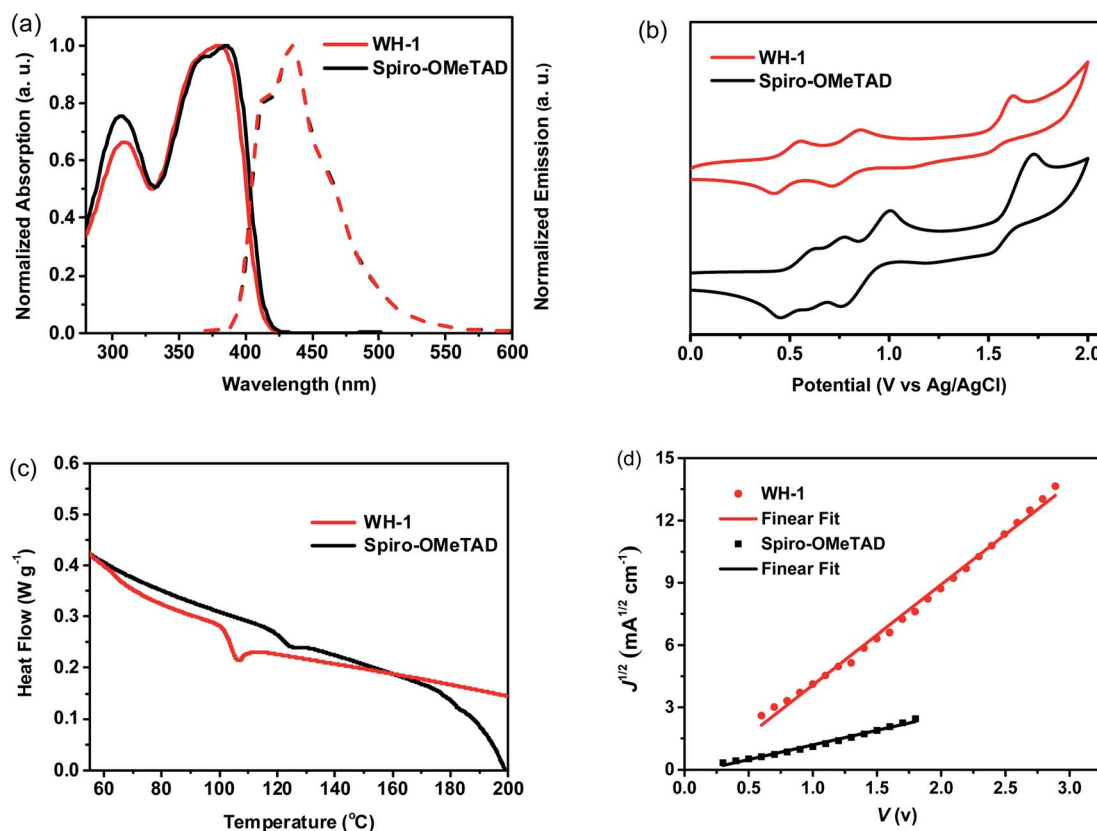 (a)
WH-1
Spiro-OMeTAD
1.0
0.8
0.6
0.4
0.2
0.0
300 350 400 450 500 550 600
Wavelength (nm)
Normalized Absorption (a. u.)
Normalized Emission (a. u.)
(b)
WH-1
Spiro-OMeTAD
0.0 0.5 1.0 1.5 2.0
Potential (V vs Ag/AgCl)
(c)
0.6
0.5
0.4
0.3
0.2
0.1
0.0
WH-1
Spiro-OMeTAD
60 80 100 120 140 160 180 200
Temperature (°C)
Heat Flow (W g⁻¹)
(d)
15
12
9
6
3
0
WH-1
Finear Fit
Spiro-OMeTAD
Finear Fit
0.0 0.5 1.0 1.5 2.0 2.5 3.0
V (v)
J^1/2 (mA^1/2 cm⁻¹)